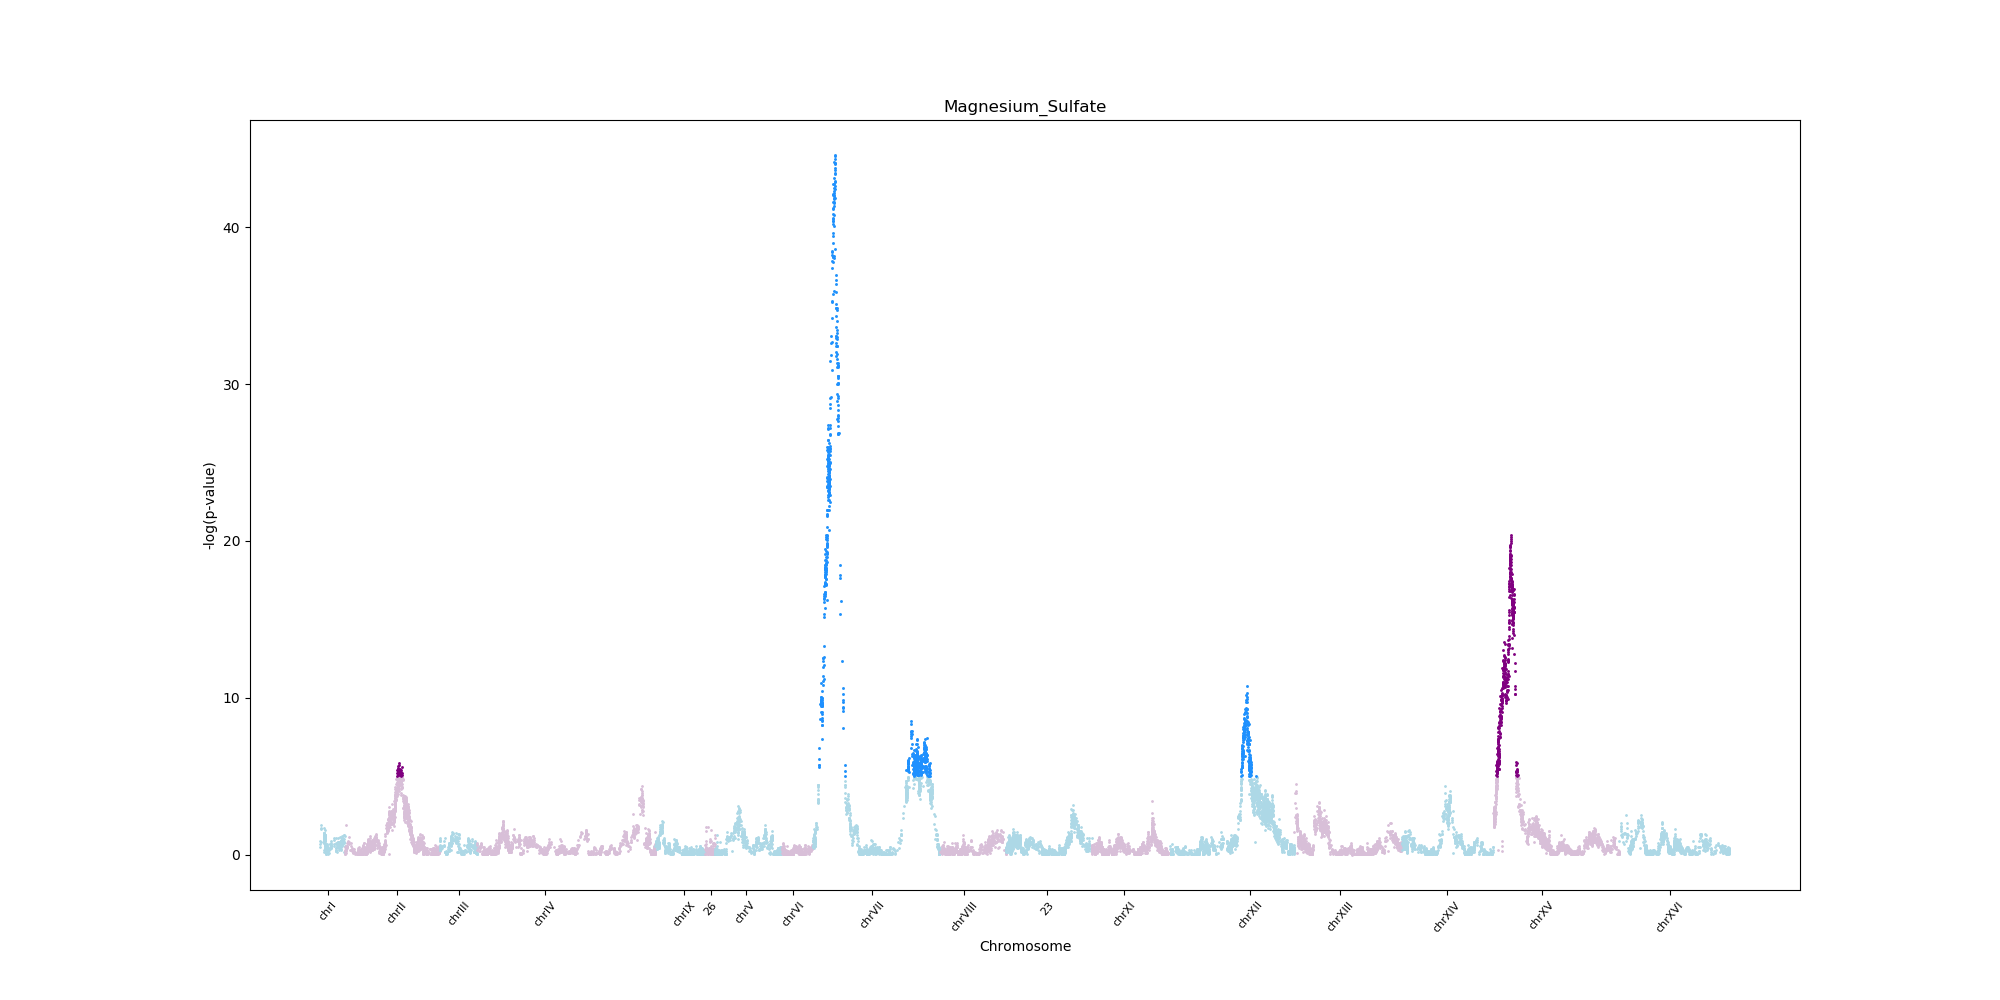 Magnesium_Sulfate
40
30
20
10
0
-log(p-value)
chrI
chrII
chrIII
chrIV
chrIX
26
chrV
chrVI
chrVII
chrVIII
23
chrXI
chrXII
chrXIII
chrXIV
chrXV
chrXVI
Chromosome